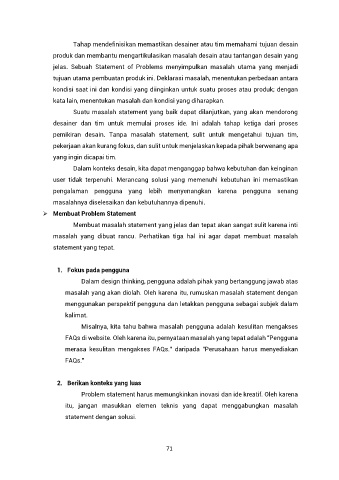 Tahap mendefinisikan memastikan desainer atau tim memahami tujuan desain
produk dan membantu mengartikulasikan masalah desain atau tantangan desain yang
jelas. Sebuah Statement of Problems menyimpulkan masalah utama yang menjadi
tujuan utama pembuatan produk ini. Deklarasi masalah, menentukan perbedaan antara
kondisi saat ini dan kondisi yang diinginkan untuk suatu proses atau produk; dengan
kata lain, menentukan masalah dan kondisi yang diharapkan.
Suatu masalah statement yang baik dapat dilanjutkan, yang akan mendorong
desainer dan tim untuk memulai proses ide. Ini adalah tahap ketiga dari proses
pemikiran desain. Tanpa masalah statement, sulit untuk mengetahui tujuan tim,
pekerjaan akan kurang fokus, dan sulit untuk menjelaskan kepada pihak berwenang apa
yang ingin dicapai tim.
Dalam konteks desain, kita dapat menganggap bahwa kebutuhan dan keinginan
user tidak terpenuhi. Merancang solusi yang memenuhi kebutuhan ini memastikan
pengalaman pengguna yang lebih menyenangkan karena pengguna senang
masalahnya diselesaikan dan kebutuhannya dipenuhi.
➢ Membuat Problem Statement
Membuat masalah statement yang jelas dan tepat akan sangat sulit karena inti
masalah yang dibuat rancu. Perhatikan tiga hal ini agar dapat membuat masalah
statement yang tepat.
1. Fokus pada pengguna
Dalam design thinking, pengguna adalah pihak yang bertanggung jawab atas
masalah yang akan diolah. Oleh karena itu, rumuskan masalah statement dengan
menggunakan perspektif pengguna dan letakkan pengguna sebagai subjek dalam
kalimat.
Misalnya, kita tahu bahwa masalah pengguna adalah kesulitan mengakses
FAQs di website. Oleh karena itu, pernyataan masalah yang tepat adalah "Pengguna
merasa kesulitan mengakses FAQs." daripada "Perusahaan harus menyediakan
FAQs."
2. Berikan konteks yang luas
Problem statement harus memungkinkan inovasi dan ide kreatif. Oleh karena
itu, jangan masukkan elemen teknis yang dapat menggabungkan masalah
statement dengan solusi.
71